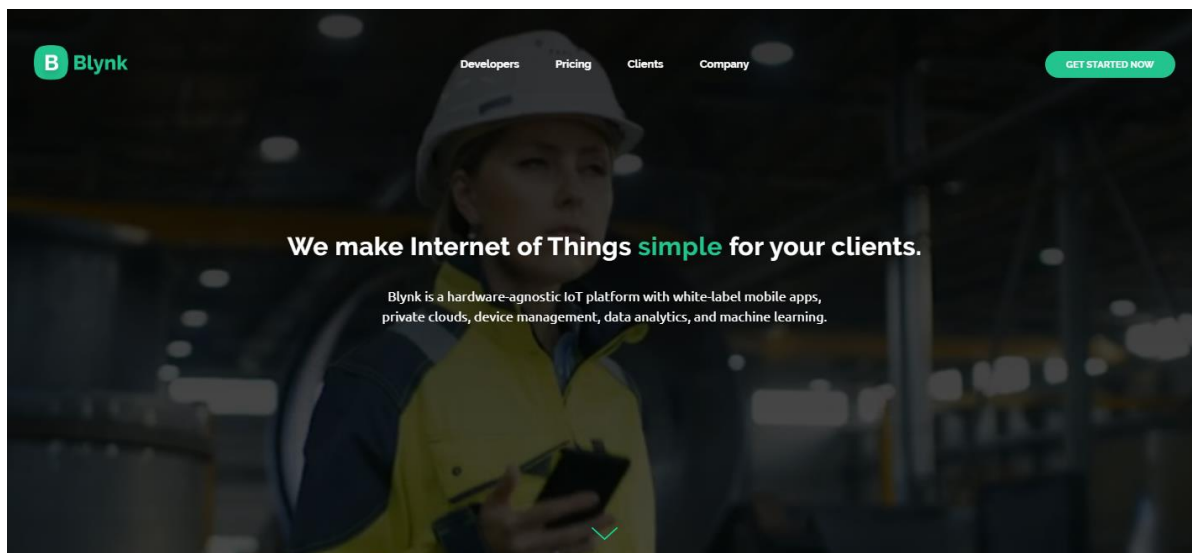 B Blynk
Developers Pricing Clients Company
GET STARTED NOW
We make Internet of Things simple for your clients.
Blynk is a hardware-agnostic IoT platform with white-label mobile apps,
private clouds, device management, data analytics, and machine learning.